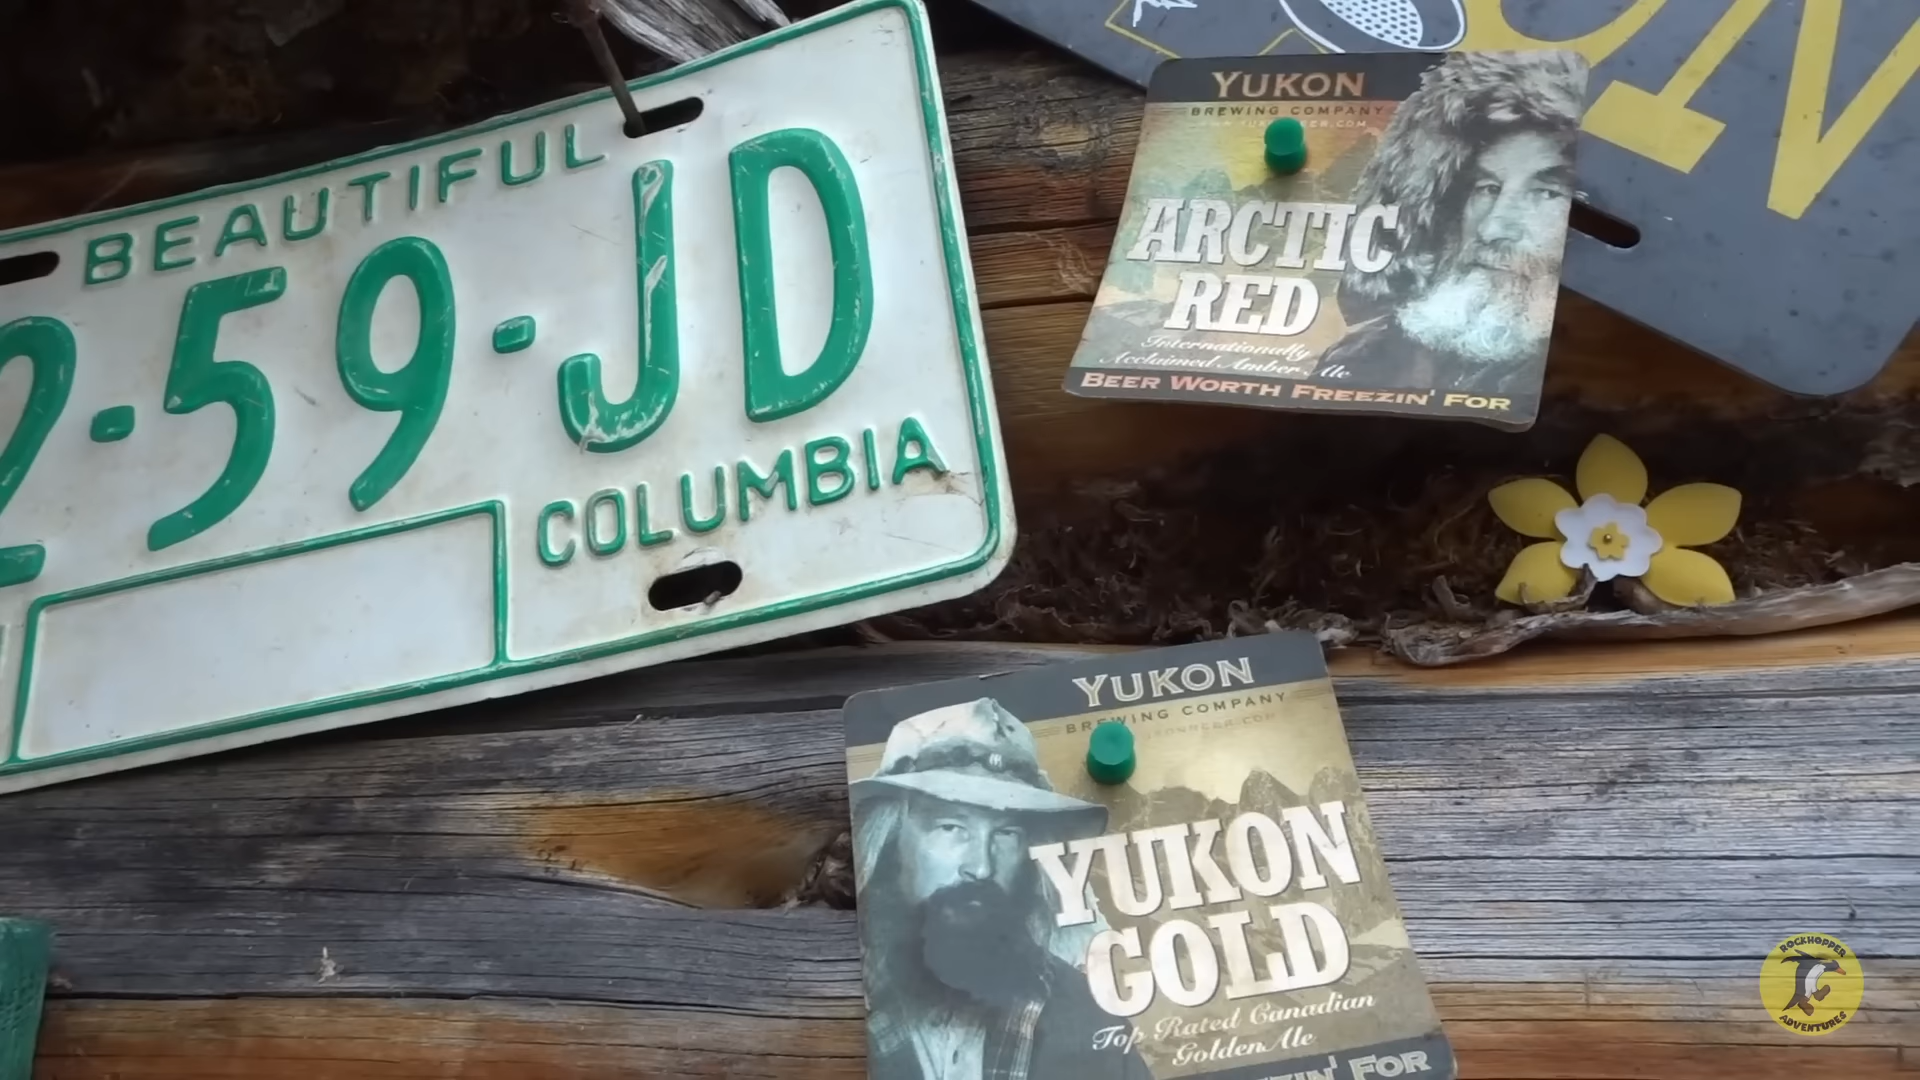 BEAUTIFUL
2-59-JD
COLUMBIA
YUKON
BREWING COMPANY
ARCTIC
RED
Internationally
Acclaimed Amber Ale
BEER WORTH FREEZIN' FOR
ON
YUKON
BREWING COMPANY
YUKON
GOLD
Top Rated Canadian
Golden Ale
FOR
ROCKHOPPER
ADVENTURES